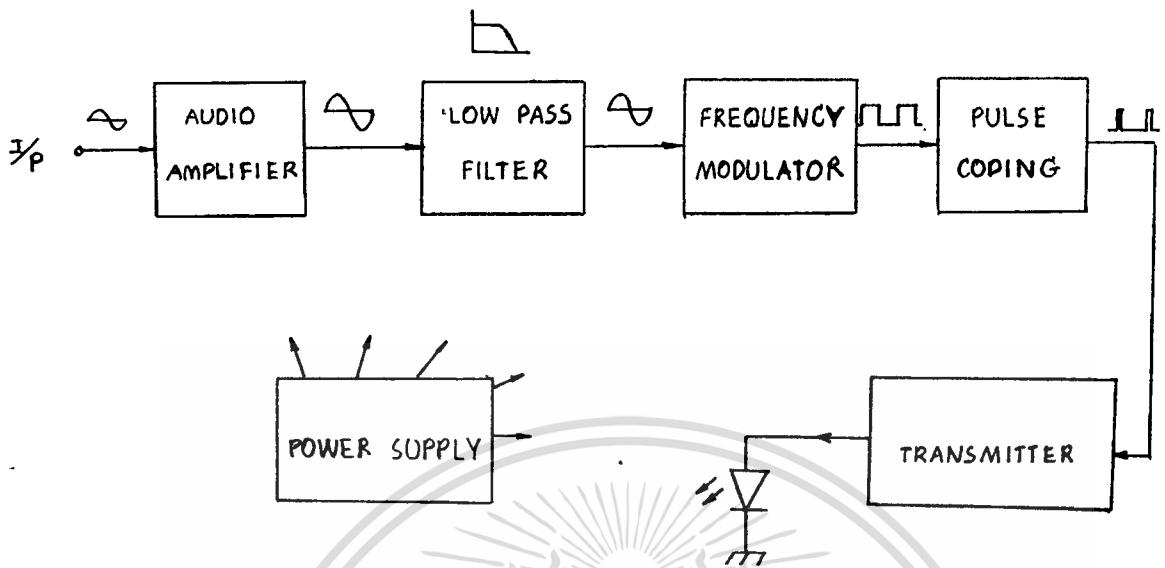 I/P
AUDIO
AMPLIFIER
LOW PASS
FILTER
FREQUENCY
MODULATOR
PULSE
CODING
POWER SUPPLY
TRANSMITTER